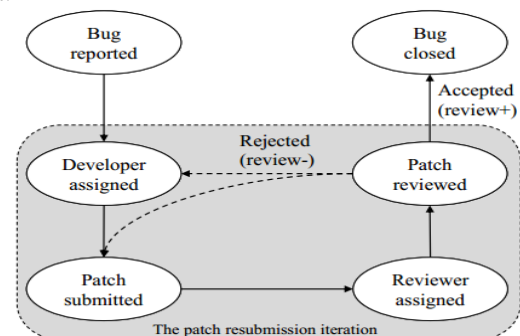 Bug
reported
Bug
closed
Accepted
(review+)
Rejected
(review-)
Developer
assigned
Patch
reviewed
Patch
submitted
Reviewer
assigned
The patch resubmission iteration